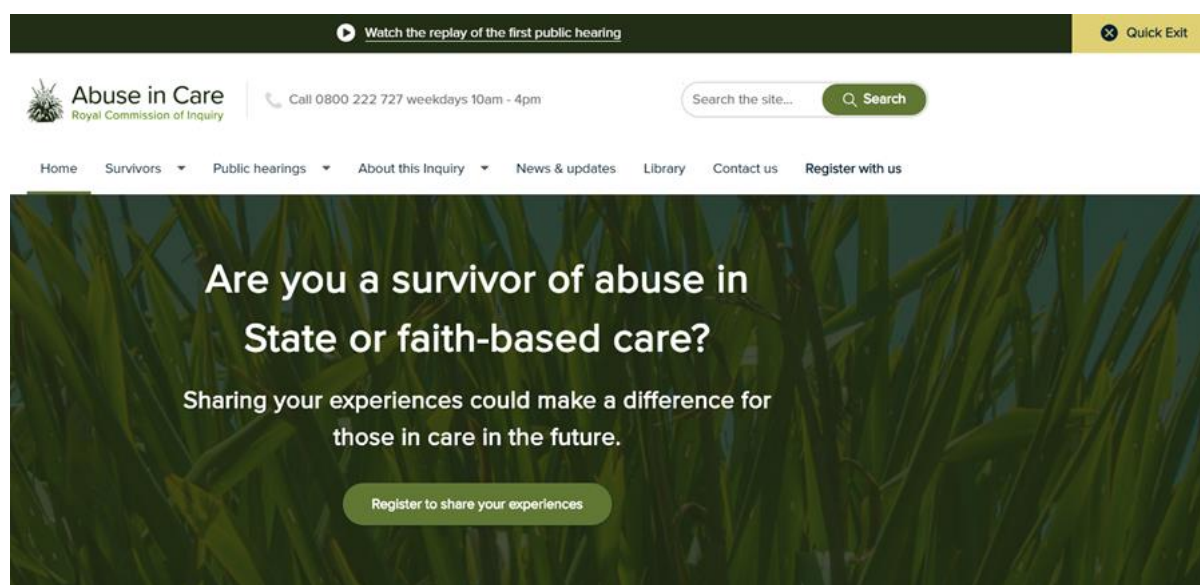 Watch the replay of the first public hearing
Quick Exit
Abuse in Care
Royal Commission of Inquiry
Call 0800 222 727 weekdays 10am - 4pm
Search the site...
Search
Home Survivors Public hearings About this Inquiry News & updates Library Contact us Register with us
Are you a survivor of abuse in
State or faith-based care?
Sharing your experiences could make a difference for
those in care in the future.
Register to share your experiences